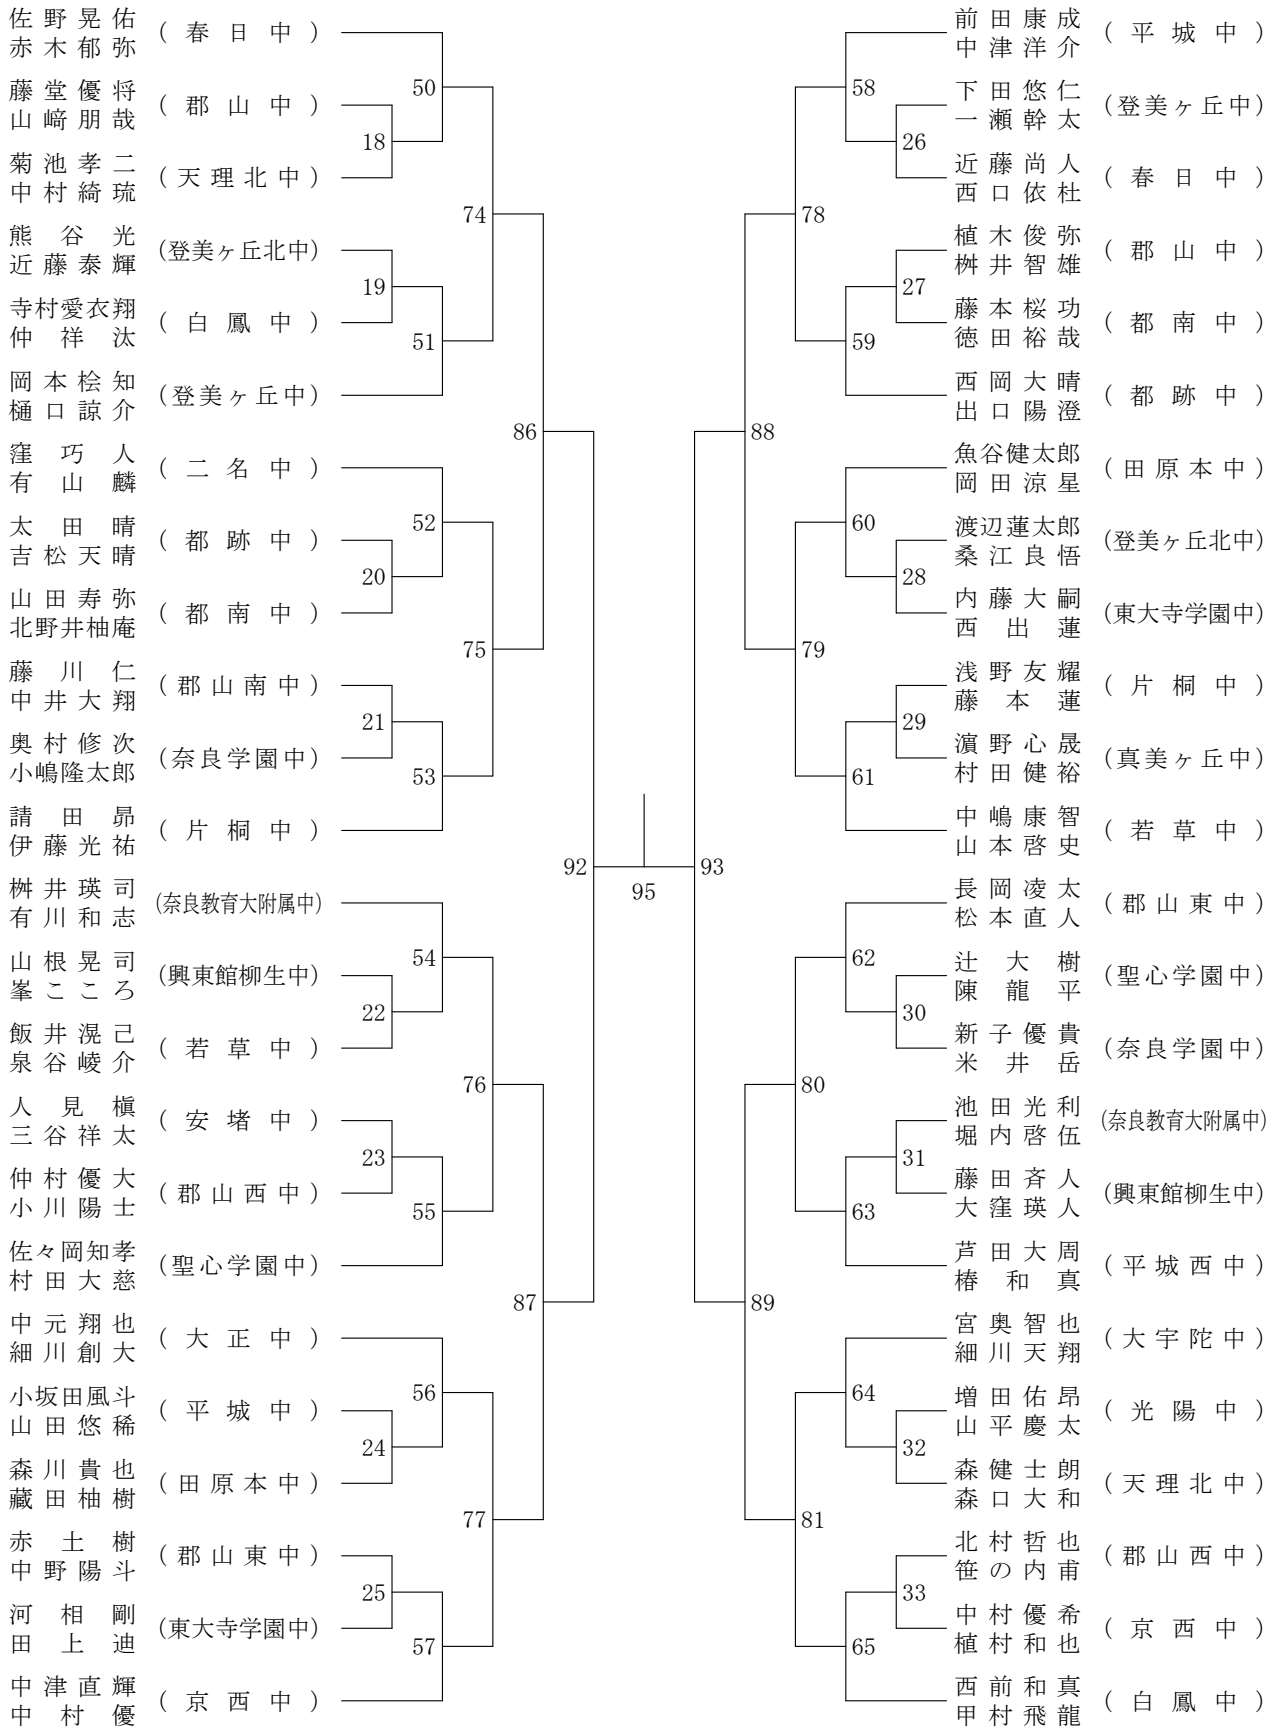 佐野晃佑
赤木郁弥
(春日中)
50
藤堂優将
山﨑朋哉
(郡山中)
18
菊池孝二
中村綺琉
(天理北中)
74
熊谷光
近藤泰輝
(登美ヶ丘北中)
19
寺村愛衣翔
仲祥汰
(白鳳中)
51
岡本桧知
樋口諒介
(登美ヶ丘中)
86
窪巧人
有山麟
(二名中)
52
太田晴
吉松天晴
(都跡中)
20
山田寿弥
北野井柚庵
(都南中)
75
藤川仁
中井大翔
(郡山南中)
21
奥村修次
小嶋隆太郎
(奈良学園中)
53
請田昴
伊藤光祐
(片桐中)
92
桝井瑛司
有川和志
(奈良教育大附属中)
54
山根晃司
峯こころ
(興東館柳生中)
22
飯井滉己
泉谷崚介
(若草中)
76
人見槇
三谷祥太
(安堵中)
23
仲村優大
小川陽士
(郡山西中)
55
佐々岡知孝
村田大慈
(聖心学園中)
87
中元翔也
細川創大
(大正中)
56
小坂田風斗
山田悠稀
(平城中)
24
森川貴也
藏田柚樹
(田原本中)
77
赤土樹
中野陽斗
(郡山東中)
25
河相剛
田上迪
(東大寺学園中)
57
中津直輝
中村優
(京西中)
95
前田康成
中津洋介
(平城中)
58
下田悠仁
一瀬幹太
(登美ヶ丘中)
26
近藤尚人
西口依杜
(春日中)
78
植木俊弥
桝井智雄
(郡山中)
27
藤本桜功
徳田裕哉
(都南中)
59
西岡大晴
出口陽澄
(都跡中)
88
魚谷健太郎
岡田涼星
(田原本中)
60
渡辺蓮太郎
桑江良悟
(登美ヶ丘北中)
28
内藤大嗣
西出蓮
(東大寺学園中)
79
浅野友耀
藤本蓮
(片桐中)
29
濵野心晟
村田健裕
(真美ヶ丘中)
61
中嶋康智
山本啓史
(若草中)
93
長岡凌太
松本直人
(郡山東中)
62
辻大樹
陳龍平
(聖心学園中)
30
新子優貴
米井岳
(奈良学園中)
80
池田光利
堀内啓伍
(奈良教育大附属中)
31
藤田斉人
大窪瑛人
(興東館柳生中)
63
芦田大周
椿和真
(平城西中)
89
宮奥智也
細川天翔
(大宇陀中)
64
増田佑昂
山平慶太
(光陽中)
32
森健士朗
森口大和
(天理北中)
81
北村哲也
笹の内甫
(郡山西中)
33
中村優希
植村和也
(京西中)
65
西前和真
甲村飛龍
(白鳳中)